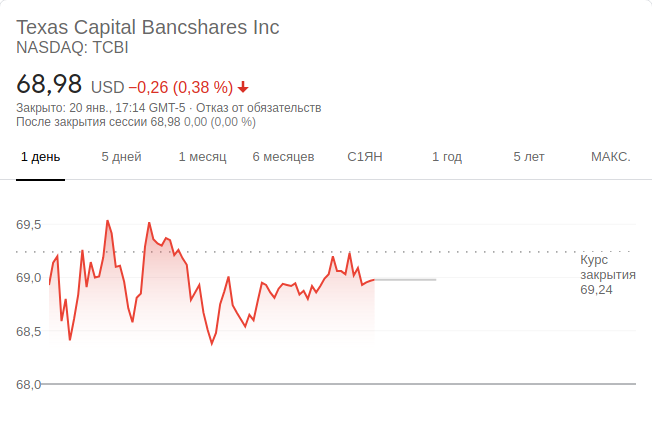 Texas Capital Bancshares Inc
NASDAQ: TCBI
68,98 USD −0,26 (0,38 %)
Закрыто: 20 янв., 17:14 GMT-5 · Отказ от обязательств
После закрытия сессии 68,98 0,00 (0,00 %)
1 день 5 дней 1 месяц 6 месяцев С1ЯН 1 год 5 лет МАКС.
69,5
Курс
закрытия
69,24
69,0
68,5
68,0